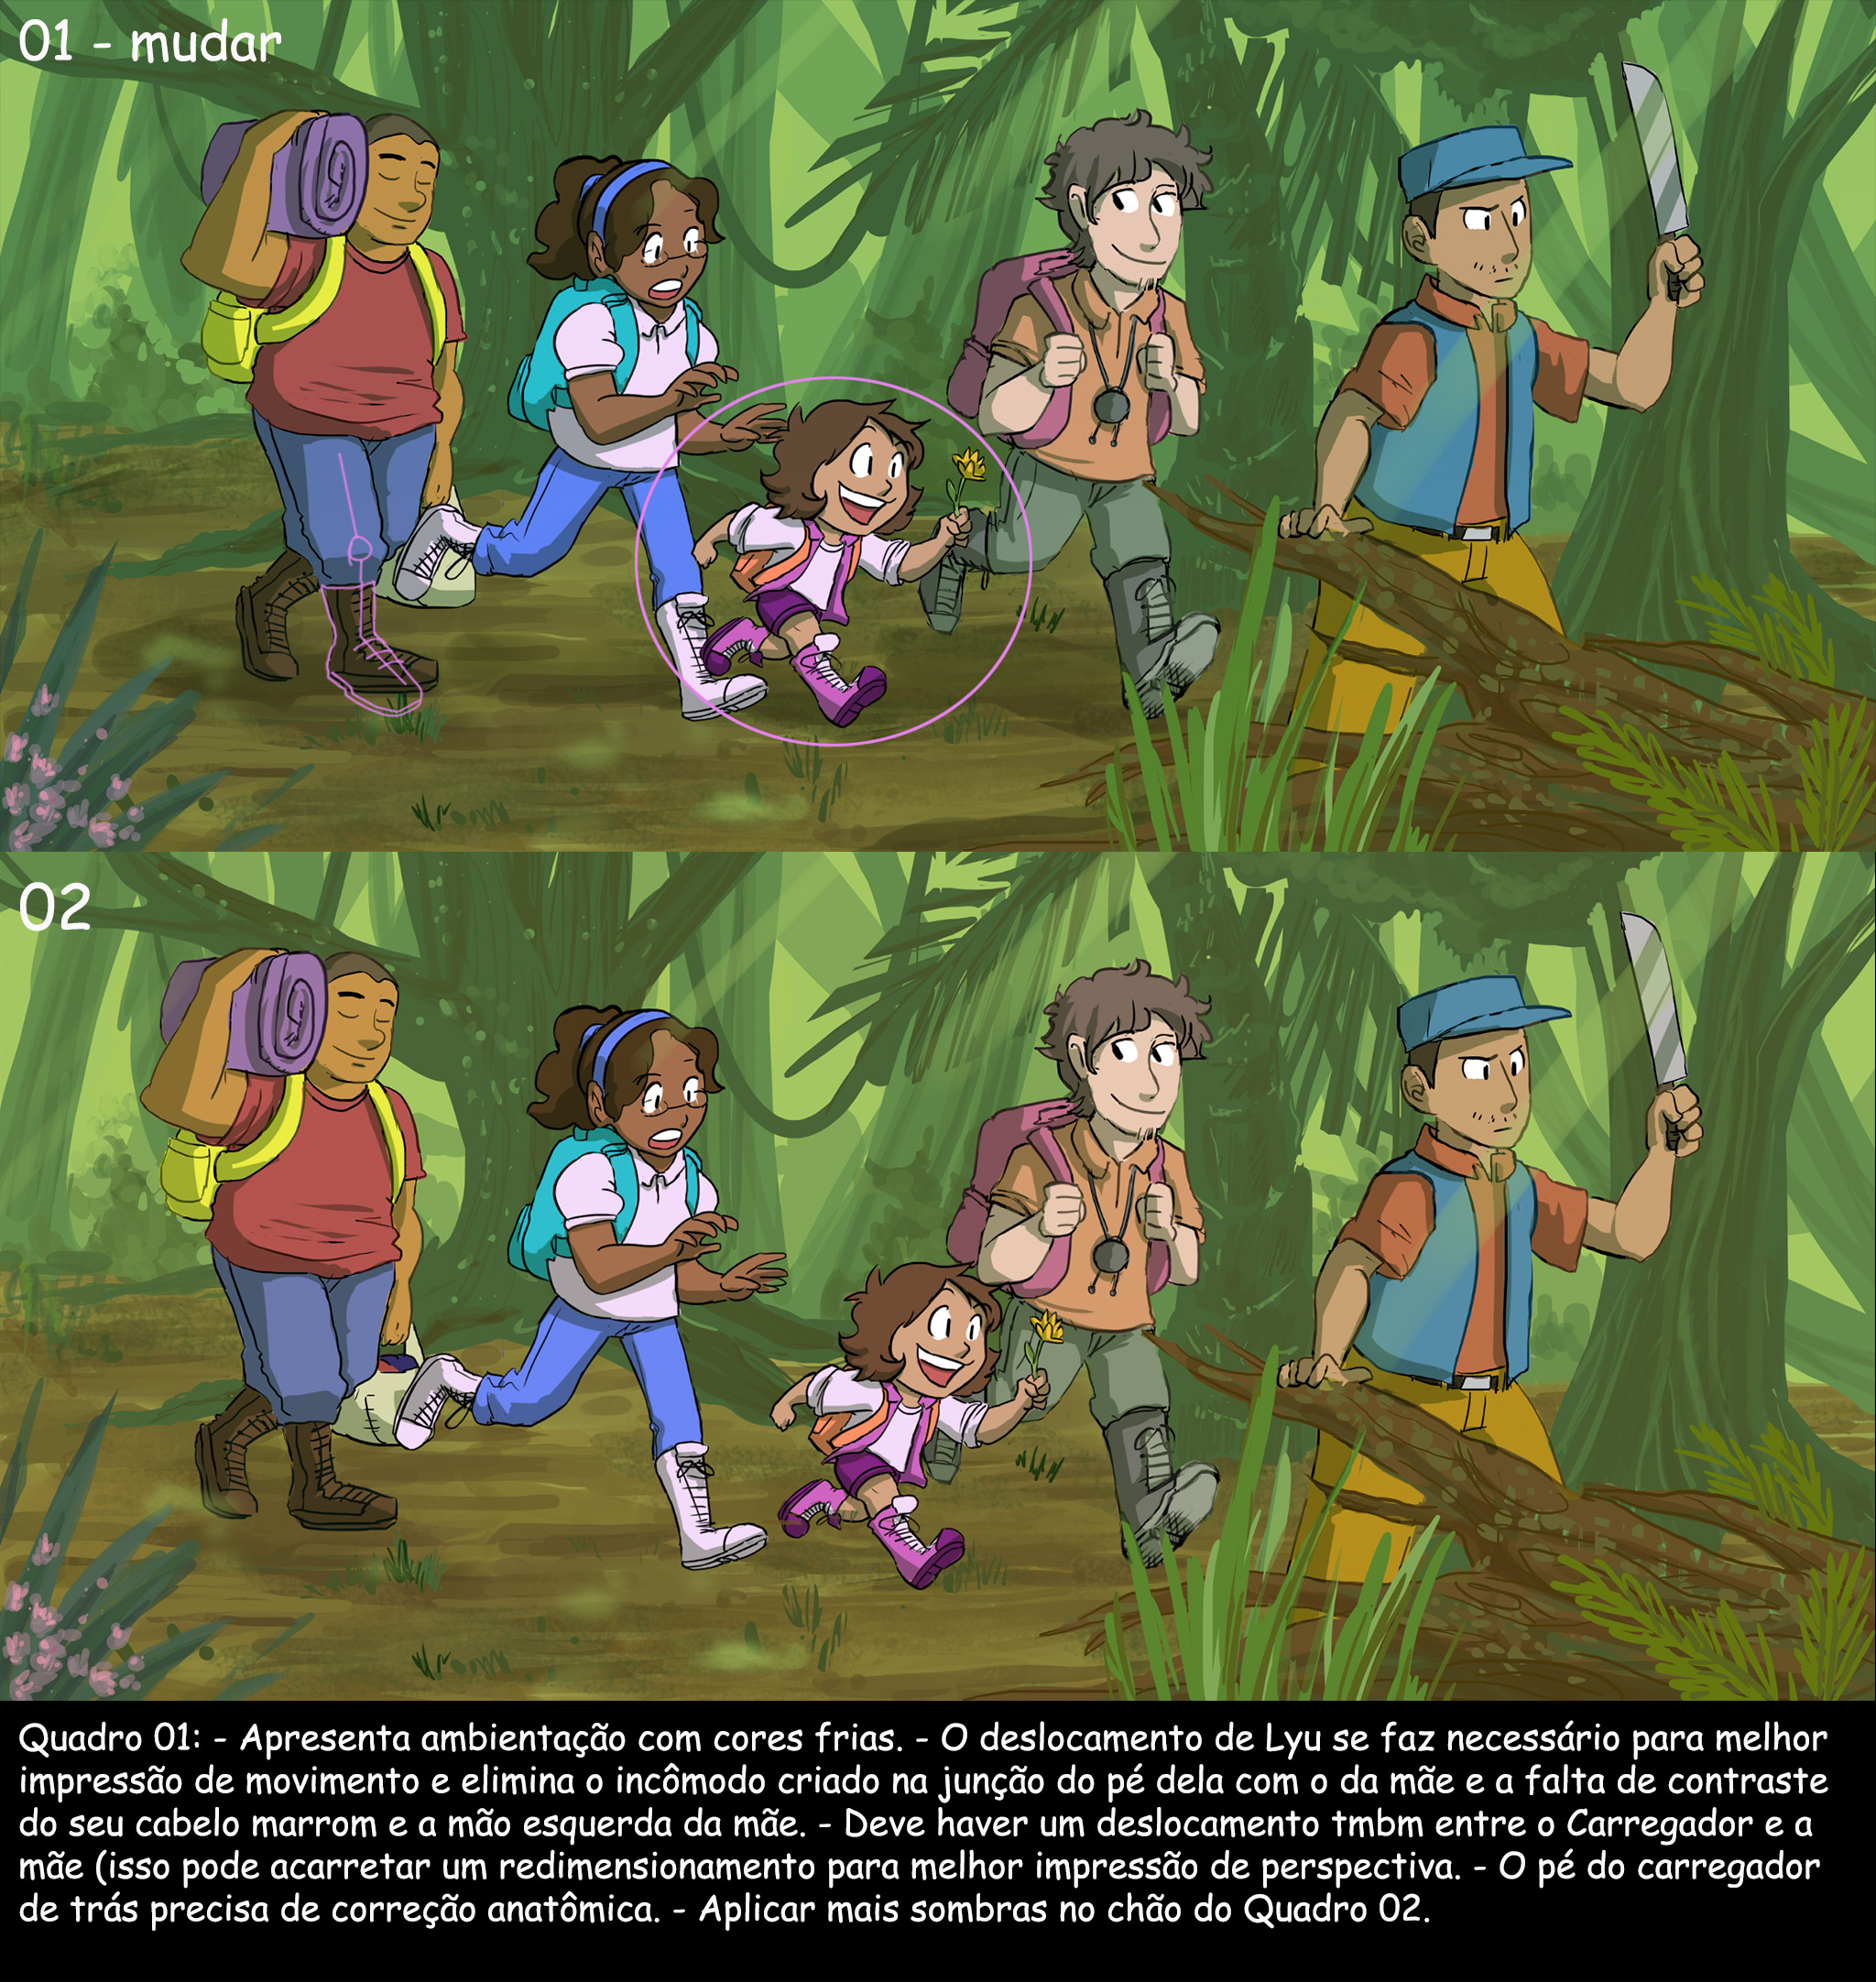 01 - mudar
02
Quadro 01: - Apresenta ambientação com cores frias. - O deslocamento de Lyu se faz necessário para melhor
impressão de movimento e elimina o incômodo criado na junção do pé dela com o da mãe e a falta de contraste
do seu cabelo marrom e a mão esquerda da mãe. - Deve haver um deslocamento tmbm entre o Carregador e a
mãe (isso pode acarretar um redimensionamento para melhor impressão de perspectiva. - O pé do carregador
de trás precisa de correção anatômica. - Aplicar mais sombras no chão do Quadro 02.